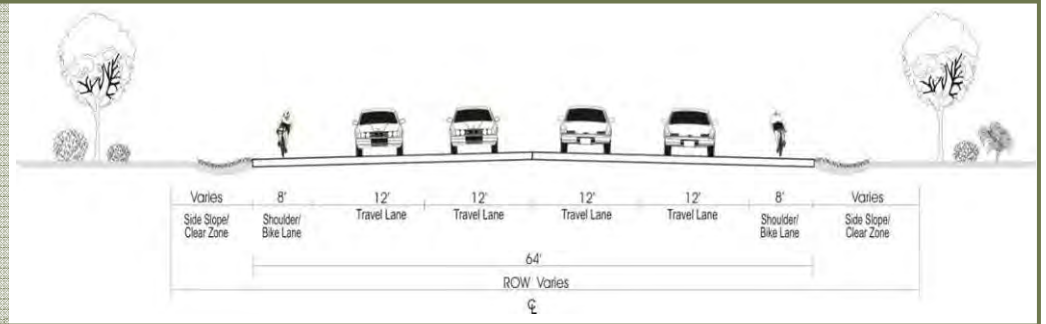 Varies 8' 12' 12' 12' 12' 8' Varies
Side Slope/ Shoulder/ Travel Lane Travel Lane Travel Lane Travel Lane Shoulder/ Side Slope/
Clear Zone Bike Lane Bike Lane Clear Zone
64'
ROW Varies
℄